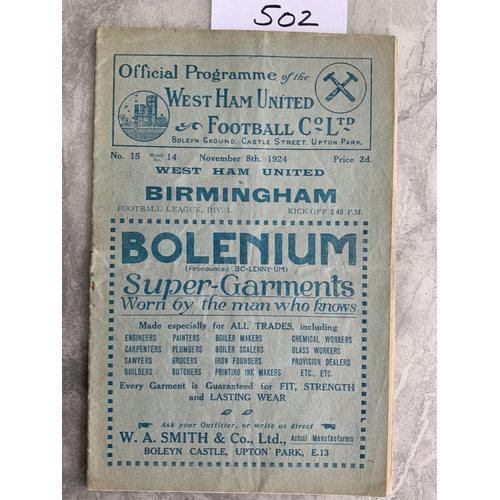 502
Official Programme of the
WEST HAM UNITED
FOOTBALL CO LTD
BOLEYN GROUND, CASTLE STREET, UPTON PARK.
No. 15 Match No. 14 November 8th, 1924 Price 2d.
WEST HAM UNITED
v.
BIRMINGHAM
FOOTBALL LEAGUE, DIV. 1. KICK-OFF 2.45 P.M.
BOLENIUM
(Pronounced BO-LENNY-UM)
Super-Garments
Worn by the man who knows
Made especially for ALL TRADES, including
ENGINEERS PAINTERS BOILER MAKERS CHEMICAL WORKERS
CARPENTERS PLUMBERS BOILER SCALERS GLASS WORKERS
SAWYERS GROCERS IRON FOUNDERS PROVISION DEALERS
BUILDERS BUTCHERS PRINTING INK MAKERS ETC., ETC.
Every Garment is Guaranteed for FIT, STRENGTH
and LASTING WEAR
Ask your Outfitter, or write us direct
W. A. SMITH & Co., Ltd., Actual Manufacturers
BOLEYN CASTLE, UPTON PARK, E.13